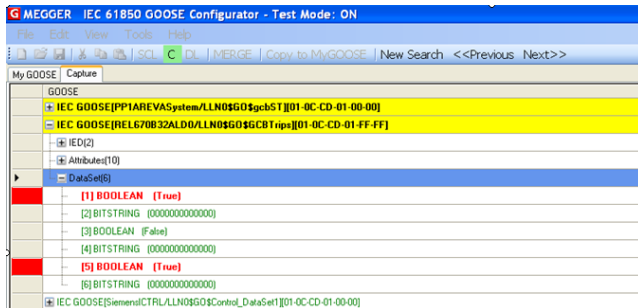 MEGGER IEC 61850 GOOSE Configurator - Test Mode: ON
File Edit View Tools Help
SCL C DL MERGE Copy to MyGOOSE New Search <<Previous Next>>
My GOOSE Capture
GOOSE
IEC GOOSE[PP1AREVASystem/LLN0$GO$gcbST][01-0C-CD-01-00-00]
IEC GOOSE[REL670B32ALD0/LLN0$GO$GCBTrips][01-0C-CD-01-FF-FF]
IED(2)
Attributes(10)
DataSet(6)
[1] BOOLEAN (True)
[2] BITSTRING (0000000000000)
[3] BOOLEAN (False)
[4] BITSTRING (0000000000000)
[5] BOOLEAN (True)
[6] BITSTRING (0000000000000)
IEC GOOSE[SiemensICTRL/LLN0$GO$Control_DataSet1][01-0C-CD-01-00-00]